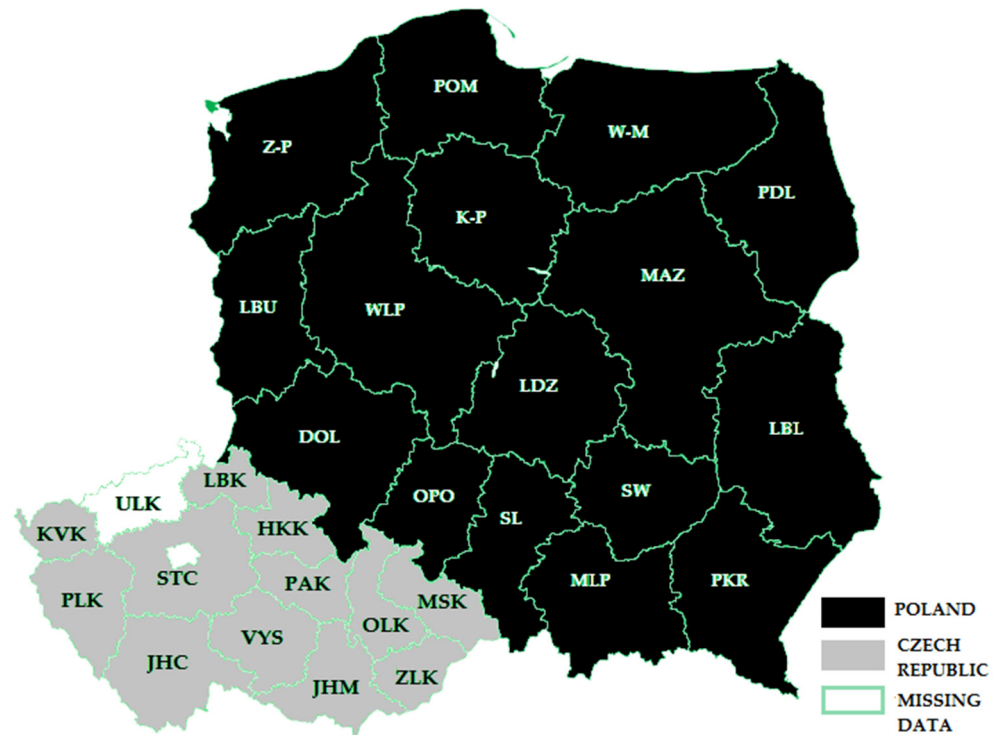 POM
W-M
Z-P
PDL
K-P
MAZ
LBU
WLP
LDZ
DOL
LBL
LBK
OPO
SW
ULK
SL
KVK
HKK
STC
PAK
MLP
PKR
PLK
MSK
OLK
VYS
JHC
ZLK
JHM
POLAND
CZECH
REPUBLIC
MISSING
DATA